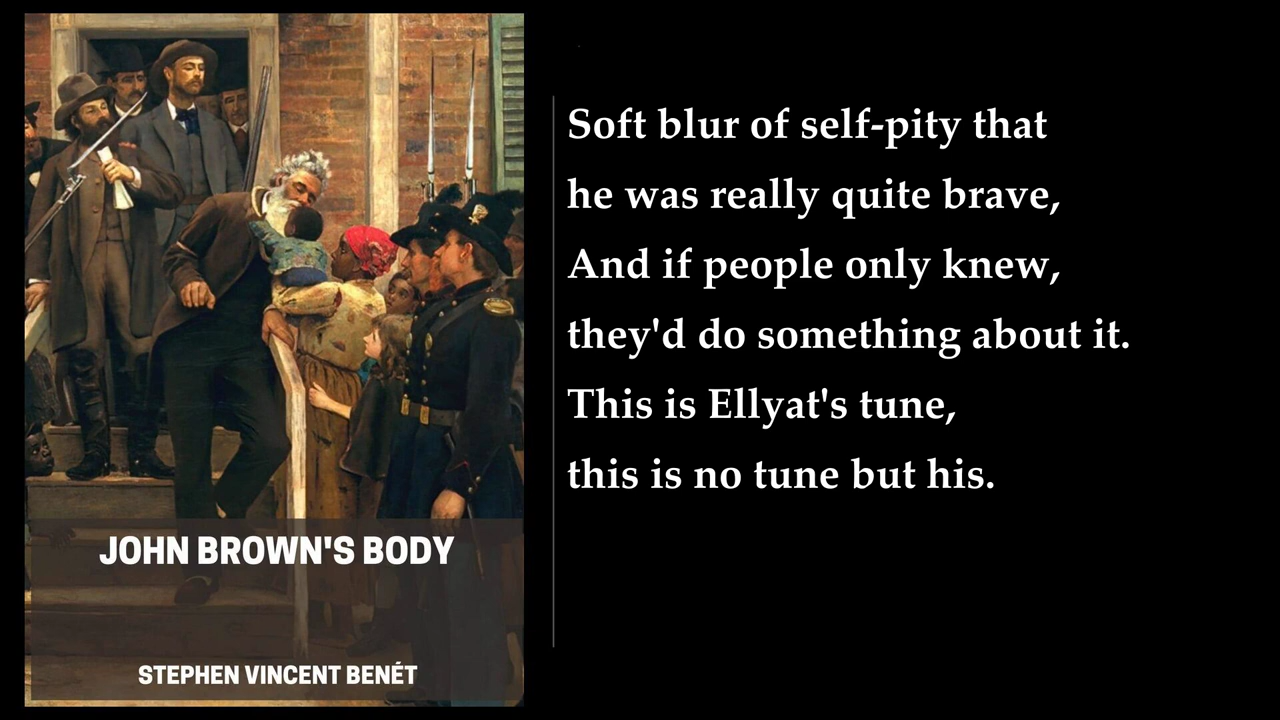 JOHN BROWN'S BODY
STEPHEN VINCENT BENÉT
Soft blur of self-pity that
he was really quite brave,
And if people only knew,
they'd do something about it.
This is Ellyat's tune,
this is no tune but his.